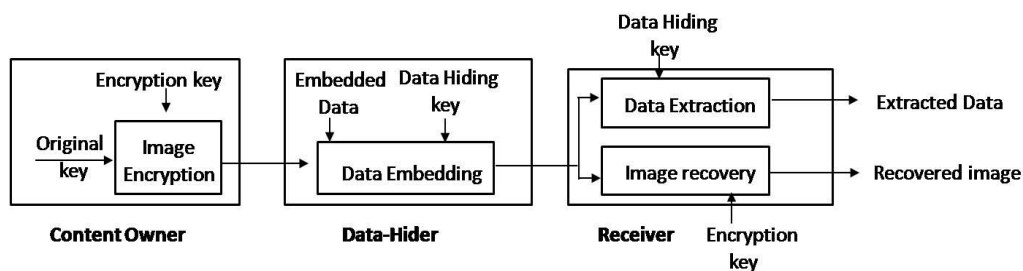 Encryption key
Original
key
Image
Encryption
Content Owner
Embedded
Data
Data Hiding
key
Data Embedding
Data-Hider
Data Hiding
key
Data Extraction
Extracted Data
Image recovery
Recovered image
Receiver
Encryption
key